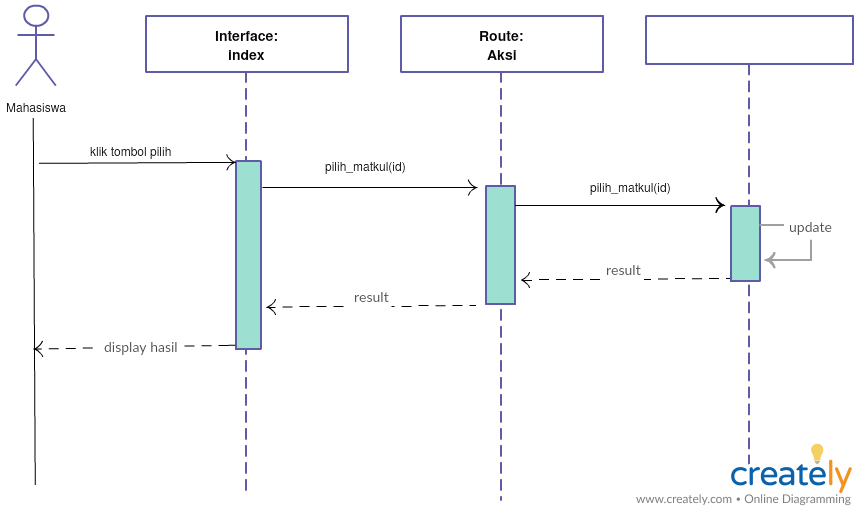 Interface:
index
Route:
Aksi
Mahasiswa
klik tombol pilih
pilih_matkul(id)
pilih_matkul(id)
update
result
result
display hasil
creately
www.creately.com • Online Diagramming